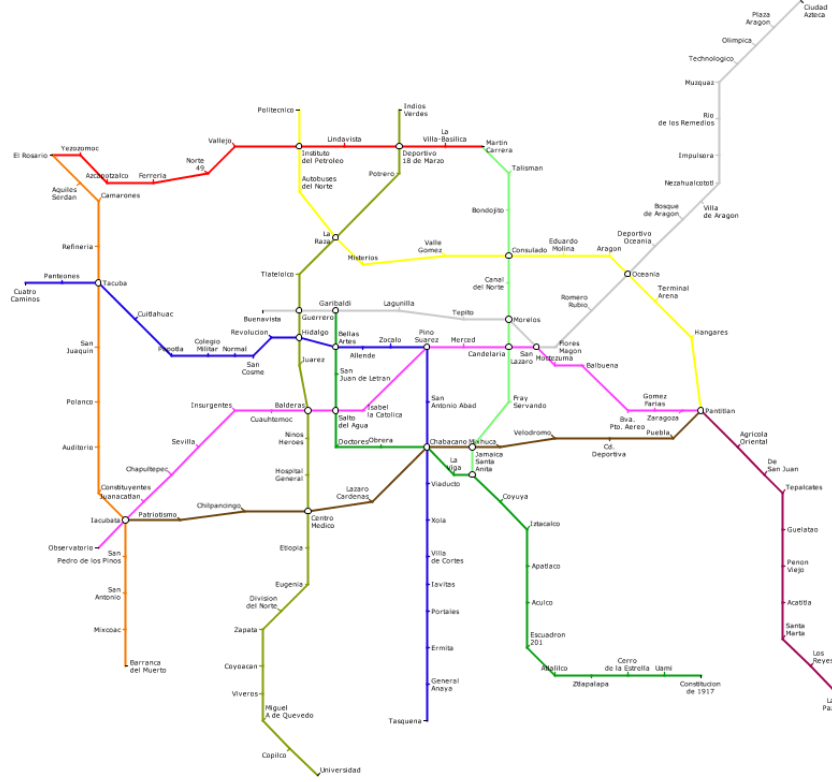 Ciudad
Azteca
Plaza
Aragon
Olimpica
Technologico
Muzquaz
Rio
de los Remedios
Impulsora
Nezahualcototl
Villa
de Aragon
Bosque
de Aragon
Deportivo
Oceania
Oceania
Romero
Rubio
Flores
Magon
Politecnico
Indios
Verdes
La
Villa-Basilica
Martin
Carrera
Lindavista
Vallejo
Instituto
del Petroleo
Deportivo
18 de Marzo
El Rosario
Yezozomoc
Azcapotzalco
Ferreria
Norte
49
Aquiles
Serdan
Camarones
Autobuses
del Norte
Potrero
Talisman
Bondojito
La
Raza
Misterios
Valle
Gomez
Consulado
Eduardo
Molina
Aragon
Terminal
Arena
Hangares
Refineria
Panteones
Tacuba
Cuatro
Caminos
Cuitlahuac
Popotla
Colegio
Militar
Normal
San
Cosme
Revolucion
Hidalgo
Tlatelolcs
Buenavista
Guerrero
Garibaldi
Lagunilla
Tepito
Morelos
Canal
del Norte
Bellas
Artes
Allende
Zocalo
Pino
Suarez
Merced
Candelaria
San
Lazaro
Moctezuma
Balbuena
Bva.
Pto. Aereo
Gomez
Farias
Zaragoza
Pantitlan
San
Juaquin
Polanco
Auditorio
Constituyentes
Juanacatlan
Chapultepec
Sevilla
Insurgentes
Cuauhtemoc
Balderas
Juarez
San
Juan de Letran
Salto
del Agua
Isabel
la Catolica
San
Antonio Abad
Fray
Servando
Doctores
Obrera
Chabacano
Mixhuca
Jamaica
Santa
Anita
La
Viga
Velodromo
Cd.
Deportiva
Puebla
Agricola
Oriental
De
San Juan
Tepalcates
Guelatao
Penon
Viejo
Acatitla
Santa
Marta
Los
Reyes
La
Paz
Ninos
Heroes
Hospital
General
Lazaro
Cardenas
Chilpancingo
Patriotismo
Iacubata
Observatorio
San
Pedro de los Pinos
San
Antonio
Mixcoac
Barranca
del Muerto
Centro
Medico
Etiopia
Eugenia
Division
del Norte
Zapata
Coyoacan
Viveros
Miguel
A de Quevedo
Copilco
Universidad
Viaducto
Xola
Villa
de Cortes
Iavitas
Portales
Ermita
General
Anaya
Tasquena
Coyuya
Iztacalco
Apatlaco
Aculco
Escuadron
201
Atlalilco
Ztlapalapa
Cerro
de la Estrella
Uami
Constitucion
de 1917